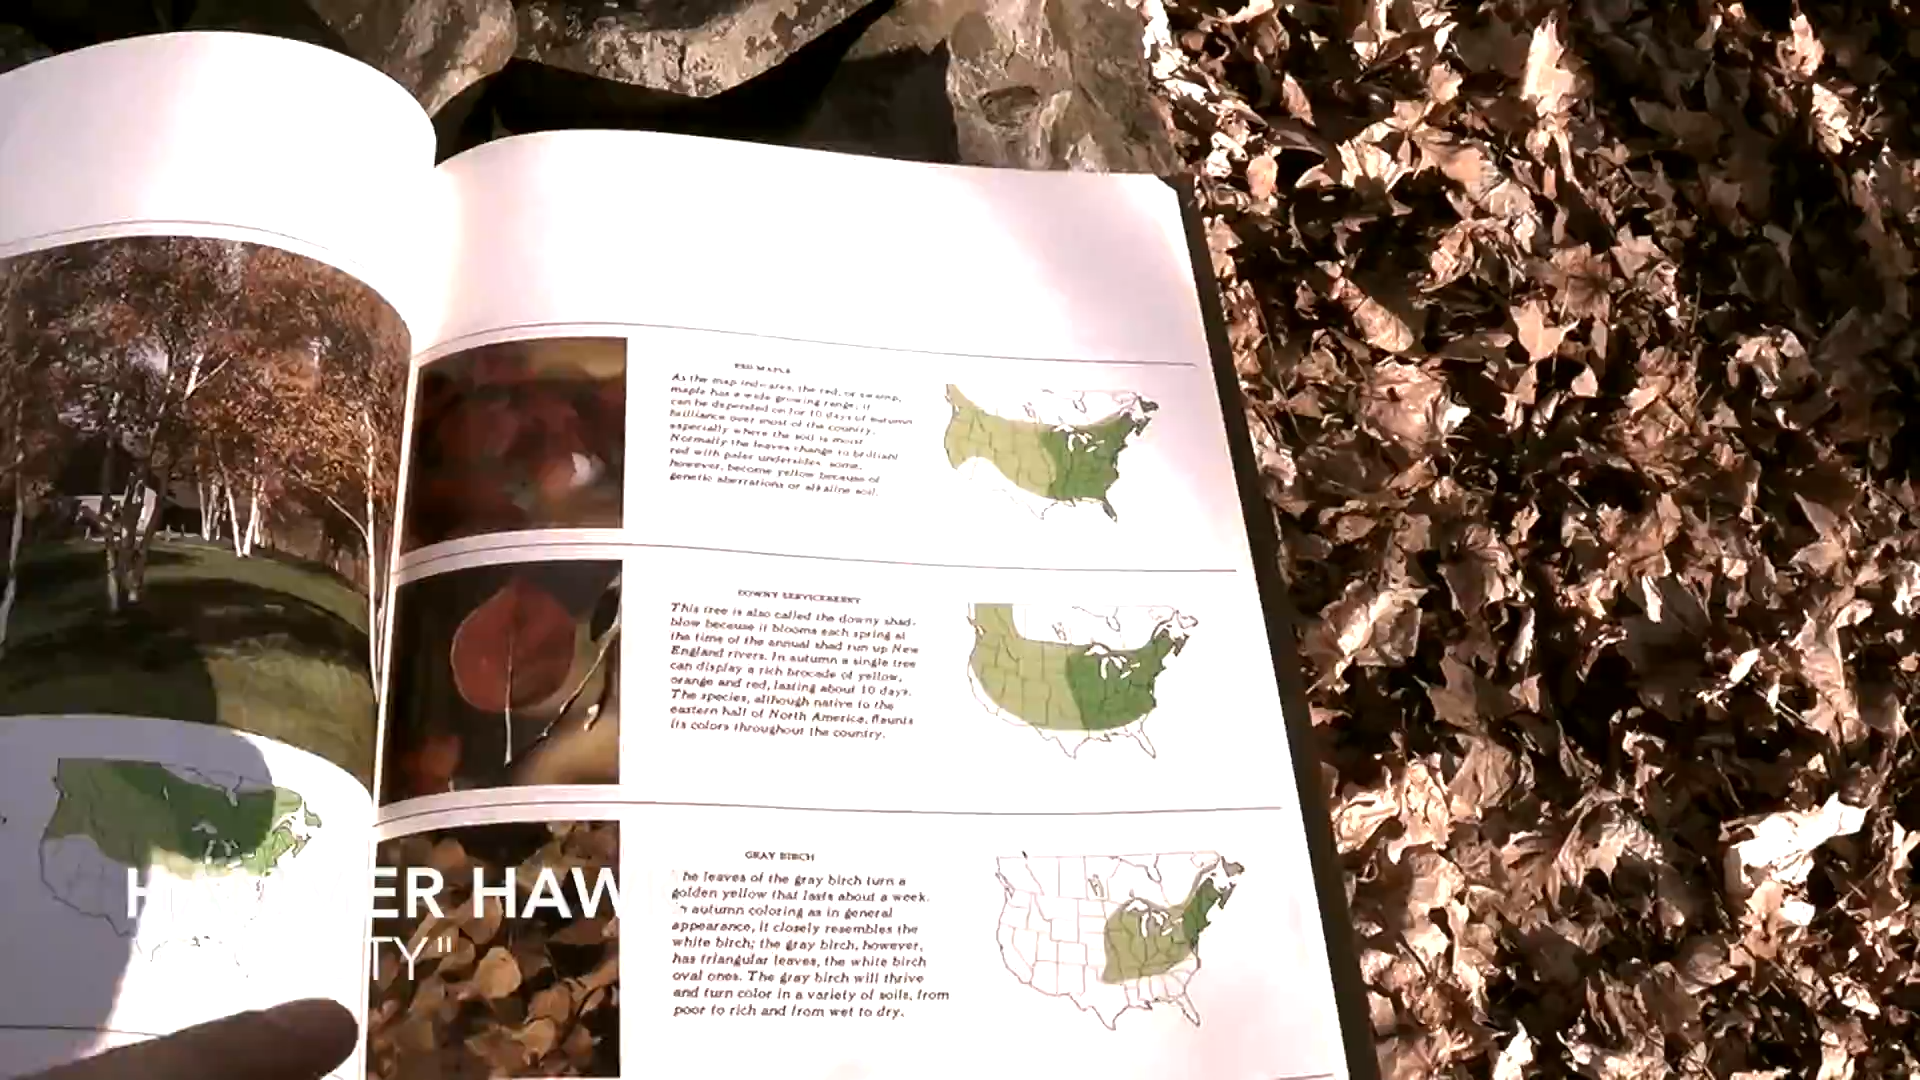 RED MAPLE
As the map indicates, the red, or swamp,
maple has a wide growing range; it
can be depended on for 10 days of autumn
brilliance over most of the country,
especially where the soil is moist.
Normally the leaves change to brilliant
red with paler undersides; some,
however, become yellow because of
genetic aberrations or alkaline soil.
DOWNY SERVICEBERRY
This tree is also called the downy shad-
blow because it blooms each spring at
the time of the annual shad run up New
England rivers. In autumn a single tree
can display a rich brocade of yellow,
orange and red, lasting about 10 days.
The species, although native to the
eastern half of North America, flaunts
its colors throughout the country.
GRAY BIRCH
The leaves of the gray birch turn a
golden yellow that lasts about a week.
In autumn coloring as in general
appearance, it closely resembles the
white birch; the gray birch, however,
has triangular leaves, the white birch
oval ones. The gray birch will thrive
and turn color in a variety of soils, from
poor to rich and from wet to dry.
ER HAW
TY"